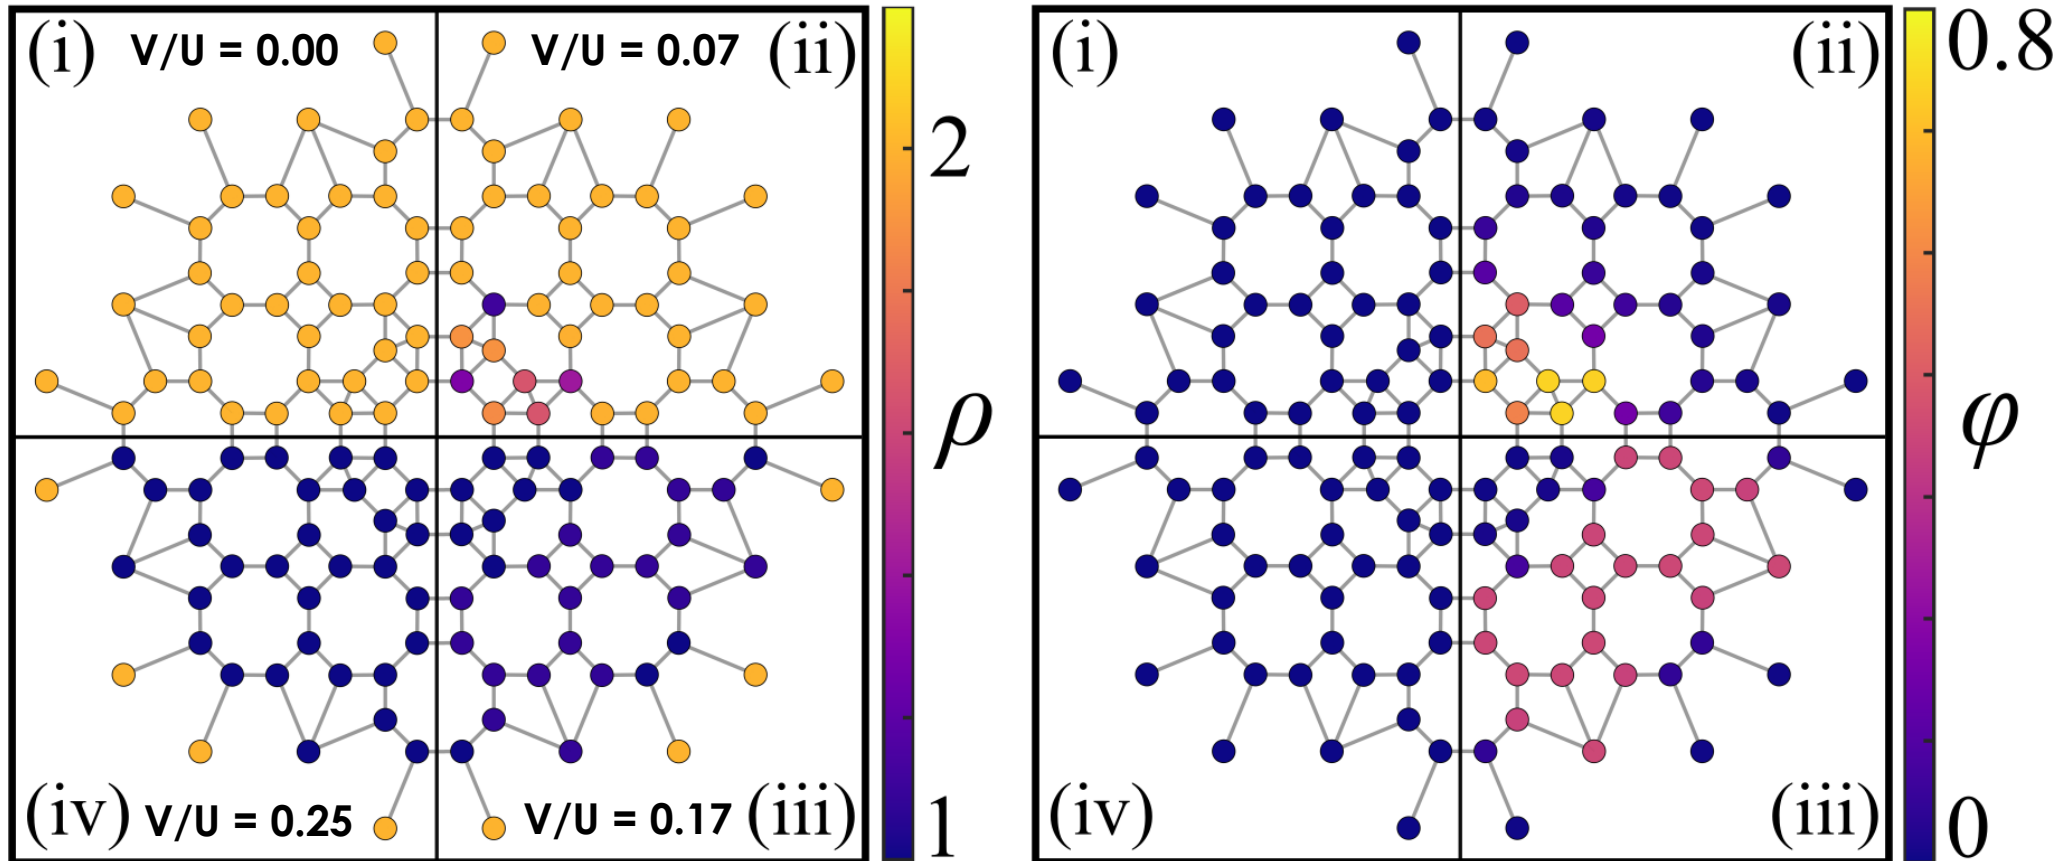 (i) V/U = 0.00
V/U = 0.07 (ii)
(iv) V/U = 0.25
V/U = 0.17 (iii)
2
ρ
1
(i)
(ii)
(iv)
(iii)
0.8
φ
0